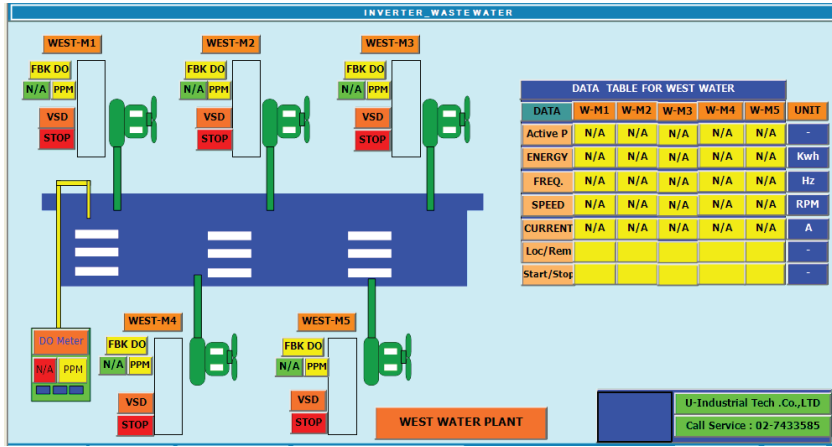 INVERTER_WASTEWATER
WEST-M1
FBK DO
N/A PPM
VSD
STOP
WEST-M2
FBK DO
N/A PPM
VSD
STOP
WEST-M3
FBK DO
N/A PPM
VSD
STOP
DATA TABLE FOR WEST WATER
DATA W-M1 W-M2 W-M3 W-M4 W-M5 UNIT
Active P N/A N/A N/A N/A N/A -
ENERGY N/A N/A N/A N/A N/A Kwh
FREQ. N/A N/A N/A N/A N/A Hz
SPEED N/A N/A N/A N/A N/A RPM
CURRENT N/A N/A N/A N/A N/A A
Loc/Rem -
Start/Stop -
DO Meter
N/A PPM
WEST-M4
FBK DO
N/A PPM
VSD
STOP
WEST-M5
FBK DO
N/A PPM
VSD
STOP
WEST WATER PLANT
U-Industrial Tech .Co.,LTD
Call Service : 02-7433585